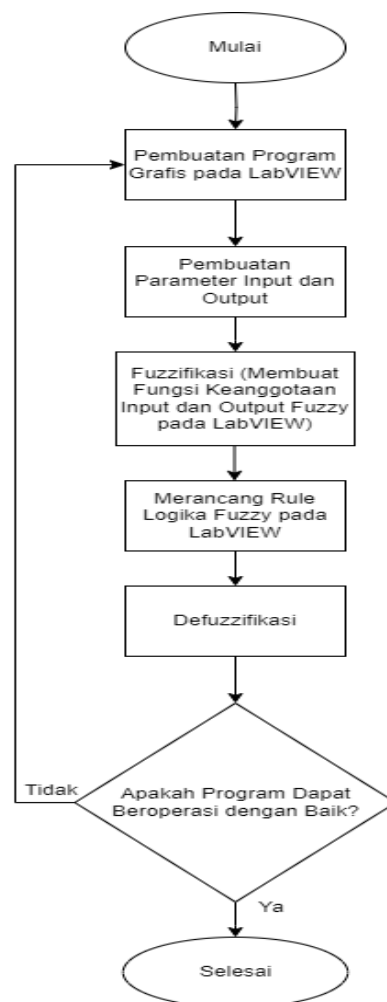 Mulai
Pembuatan Program
Grafis pada LabVIEW
Pembuatan
Parameter Input dan
Output
Fuzzifikasi (Membuat
Fungsi Keanggotaan
Input dan Output Fuzzy
pada LabVIEW)
Merancang Rule
Logika Fuzzy pada
LabVIEW
Defuzzifikasi
Apakah Program Dapat
Beroperasi dengan Baik?
Tidak
Ya
Selesai